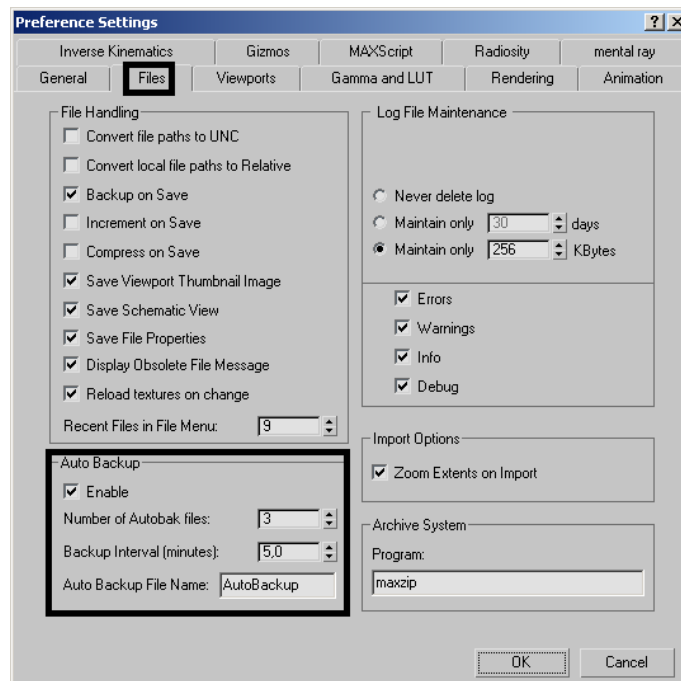 Preference Settings
Inverse Kinematics Gizmos MAXScript Radiosity mental ray
General Files Viewports Gamma and LUT Rendering Animation
File Handling
Convert file paths to UNC
Convert local file paths to Relative
Backup on Save
Increment on Save
Compress on Save
Save Viewport Thumbnail Image
Save Schematic View
Save File Properties
Display Obsolete File Message
Reload textures on change
Recent Files in File Menu: 9
Auto Backup
Enable
Number of Autobak files: 3
Backup Interval (minutes): 5,0
Auto Backup File Name: AutoBackup
Log File Maintenance
Never delete log
Maintain only 30 days
Maintain only 256 KBytes
Errors
Warnings
Info
Debug
Import Options
Zoom Extents on Import
Archive System
Program:
maxzip
OK Cancel